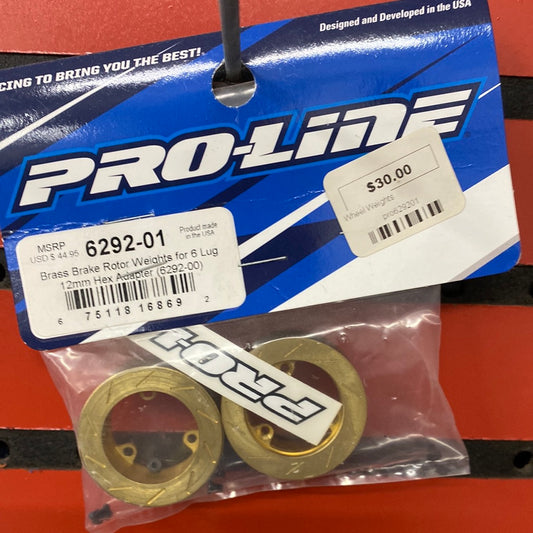 CING TO BRING YOU THE BEST!
Designed and Developed in the USA
PRO-LINE
$30.00
Wheel Weights
pro629201
MSRP
USD $ 44.95
6292-01
Product made
in the USA
Brass Brake Rotor Weights for 6 Lug
12mm Hex Adapter (6292-00)
6 75118 16869 2
PRO-L
PRO-L